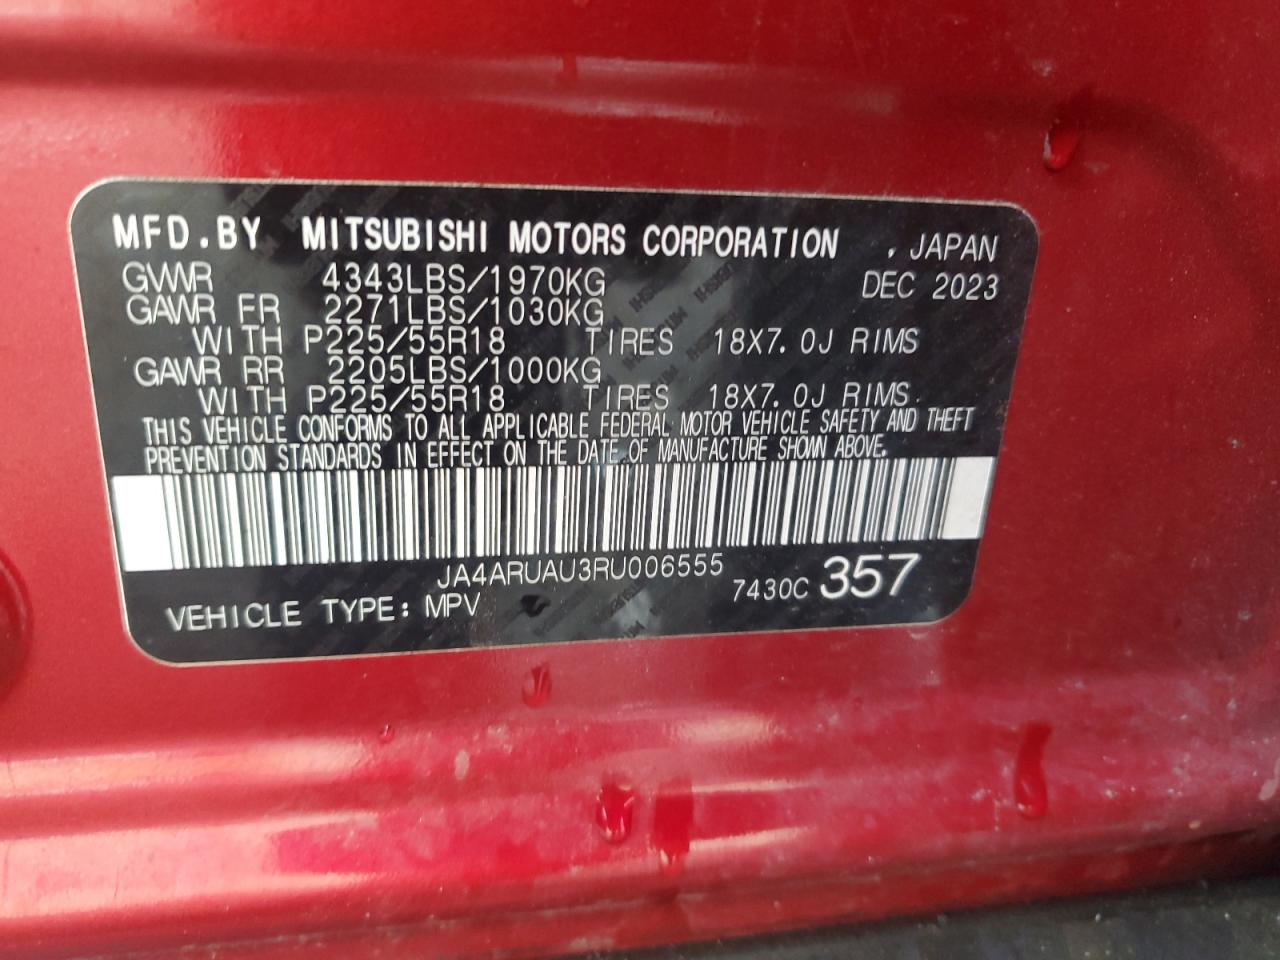 MFD.BY MITSUBISHI MOTORS CORPORATION , JAPAN
GVWR 4343LBS/1970KG DEC 2023
GAWR FR 2271LBS/1030KG
WITH P225/55R18 TIRES 18X7.0J RIMS
GAWR RR 2205LBS/1000KG
WITH P225/55R18 TIRES 18X7.0J RIMS.
THIS VEHICLE CONFORMS TO ALL APPLICABLE FEDERAL MOTOR VEHICLE SAFETY AND THEFT
PREVENTION STANDARDS IN EFFECT ON THE DATE OF MANUFACTURE SHOWN ABOVE.
JA4ARUAU3RU006555
VEHICLE TYPE: MPV 7430C 357